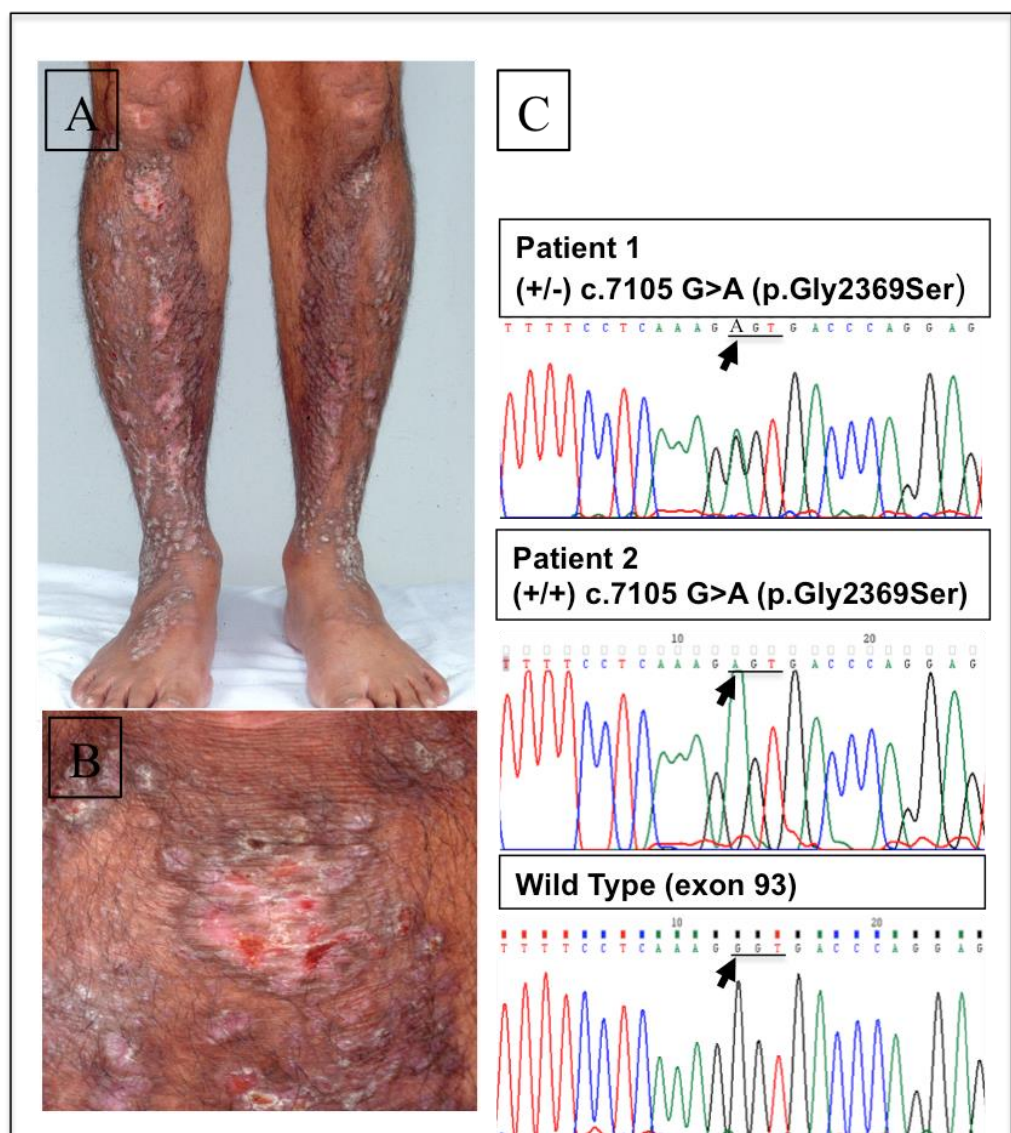 A
B
C
Patient 1
(+/-) c.7105 G>A (p.Gly2369Ser)
T T T T C C T C A A A G A G T G A C C C A G G A G
Patient 2
(+/+) c.7105 G>A (p.Gly2369Ser)
10 20
T T T T C C T C A A A G A G T G A C C C A G G A G
Wild Type (exon 93)
10 20
T T T T C C T C A A A G G G T G A C C C A G G A G